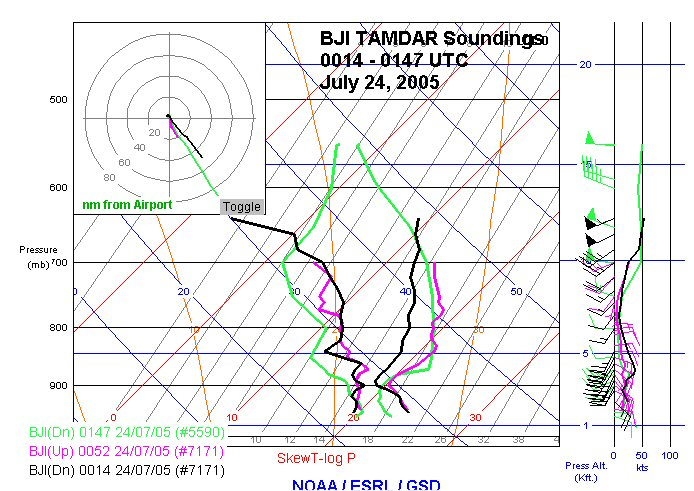 BJI TAMDAR Soundings
0014 - 0147 UTC
July 24, 2005
20
40
60
80
nm from Airport
Toggle
500
600
Pressure
(mb)
700
800
900
0
20
30
40
50
10
20
30
0
10
20
30
10 12 14 18 22 26 32 38 4
SkewT-log P
BJI(Dn) 0147 24/07/05 (#5590)
BJI(Up) 0052 24/07/05 (#7171)
BJI(Dn) 0014 24/07/05 (#7171)
NOAA / ESRL / GSD
20
15
5
1
Press Alt.
(Kft.)
0 50 100
kts